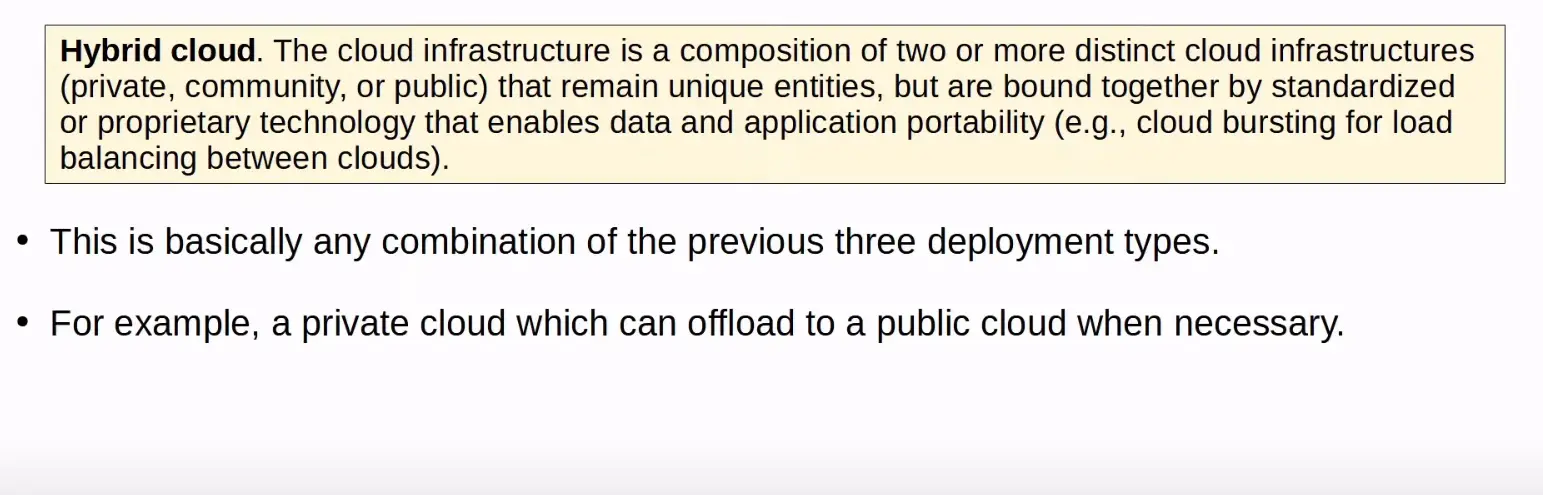 Hybrid cloud. The cloud infrastructure is a composition of two or more distinct cloud infrastructures
(private, community, or public) that remain unique entities, but are bound together by standardized
or proprietary technology that enables data and application portability (e.g., cloud bursting for load
balancing between clouds).
• This is basically any combination of the previous three deployment types.
• For example, a private cloud which can offload to a public cloud when necessary.